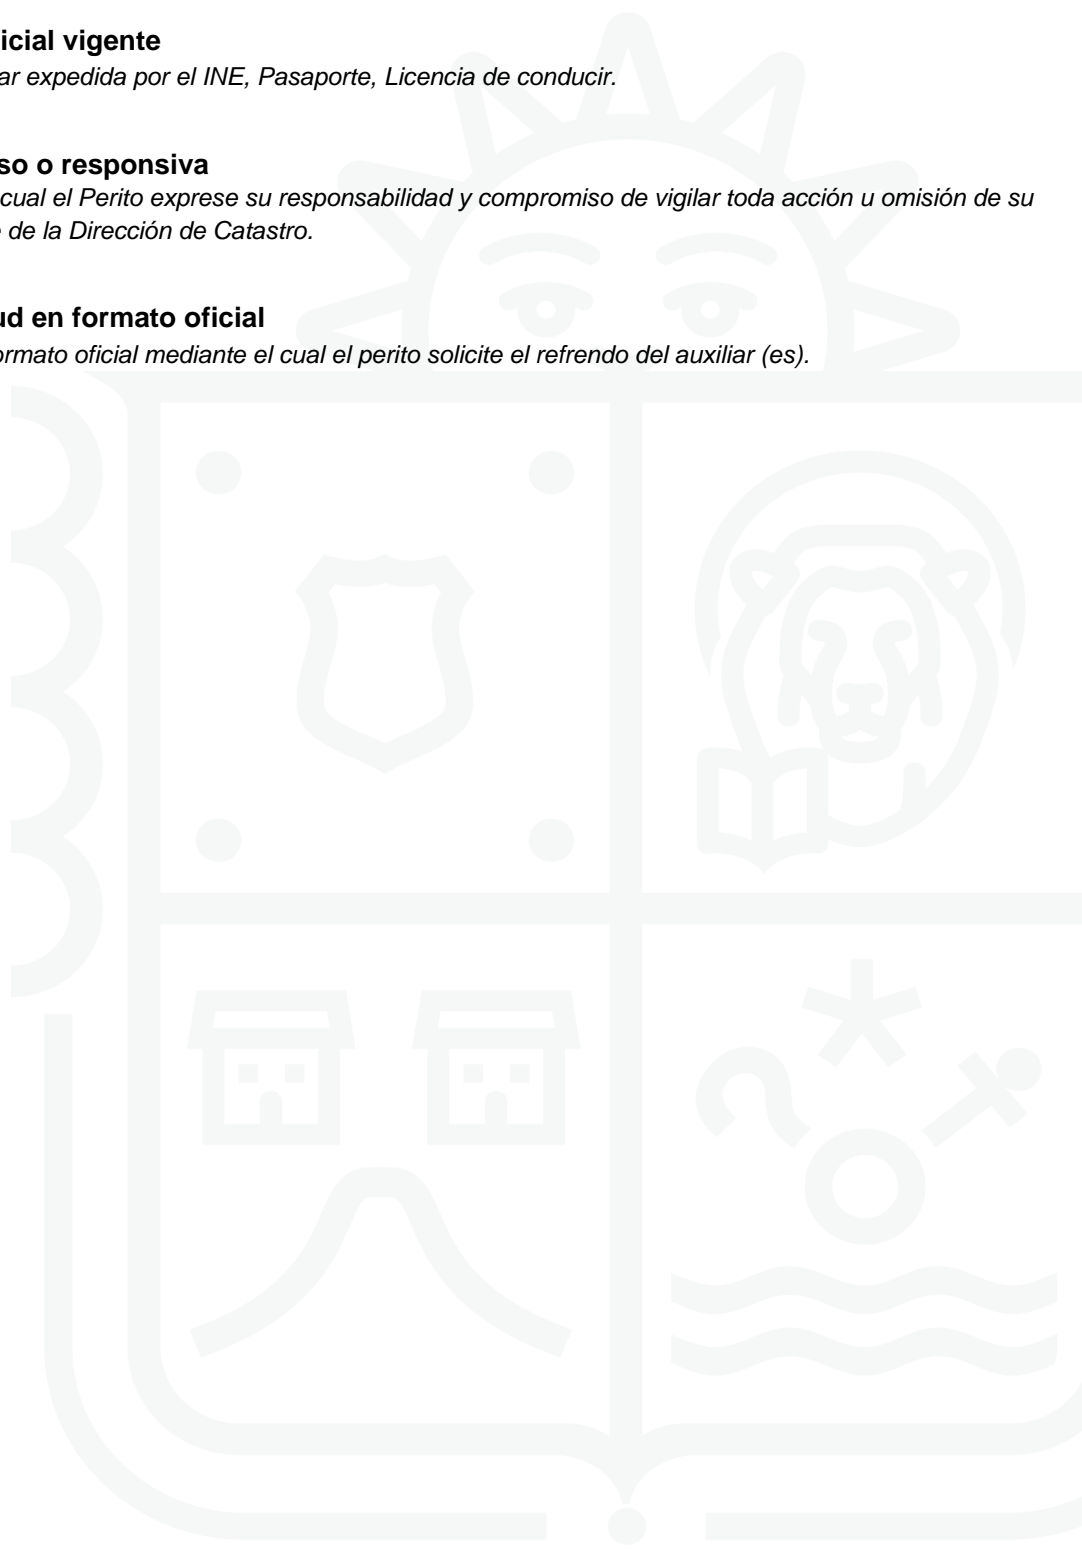 icial vigente
ar expedida por el INE, Pasaporte, Licencia de conducir.
so o responsiva
cual el Perito exprese su responsabilidad y compromiso de vigilar toda acción u omisión de su
e de la Dirección de Catastro.
ud en formato oficial
ormato oficial mediante el cual el perito solicite el refrendo del auxiliar (es).